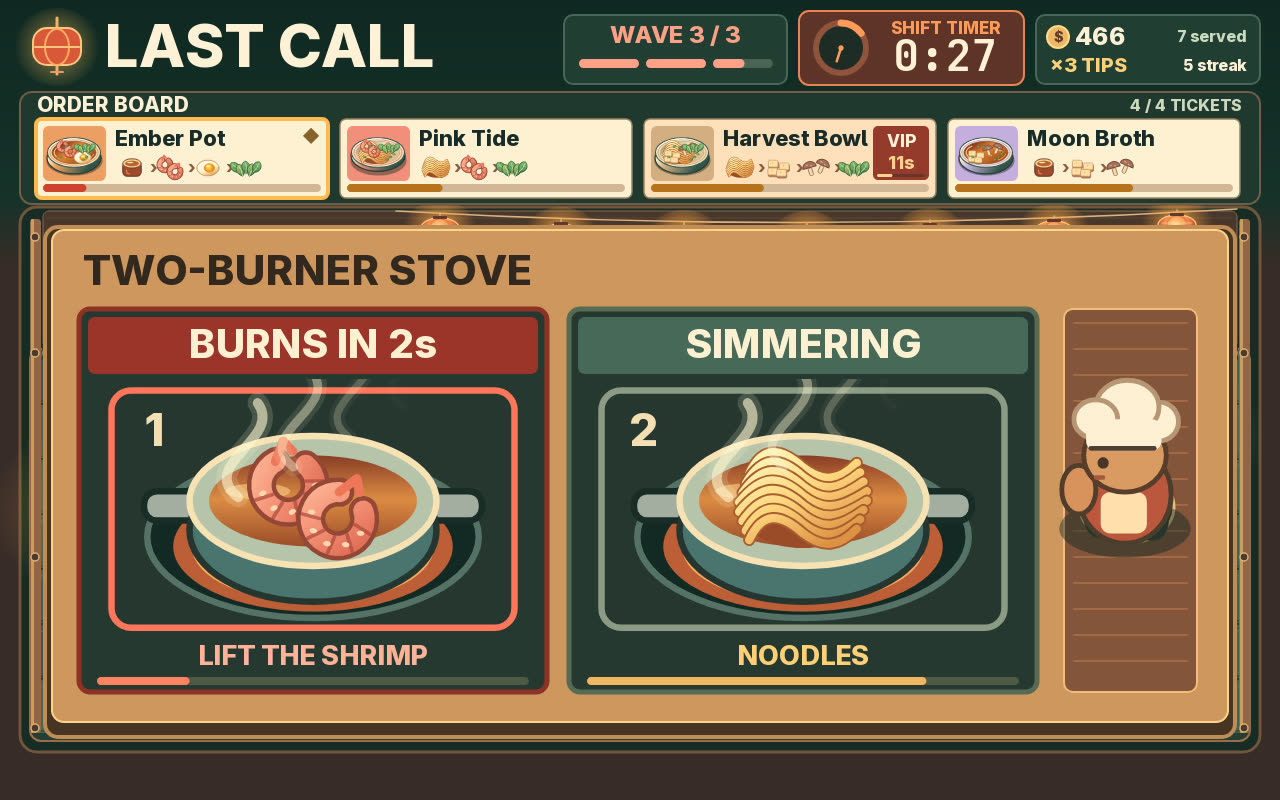 LAST CALL
WAVE 3 / 3
SHIFT TIMER
0:27
$ 466
7 served
×3 TIPS
5 streak
ORDER BOARD
4 / 4 TICKETS
Ember Pot
Pink Tide
Harvest Bowl
VIP
11s
Moon Broth
TWO-BURNER STOVE
BURNS IN 2s
1
LIFT THE SHRIMP
SIMMERING
2
NOODLES